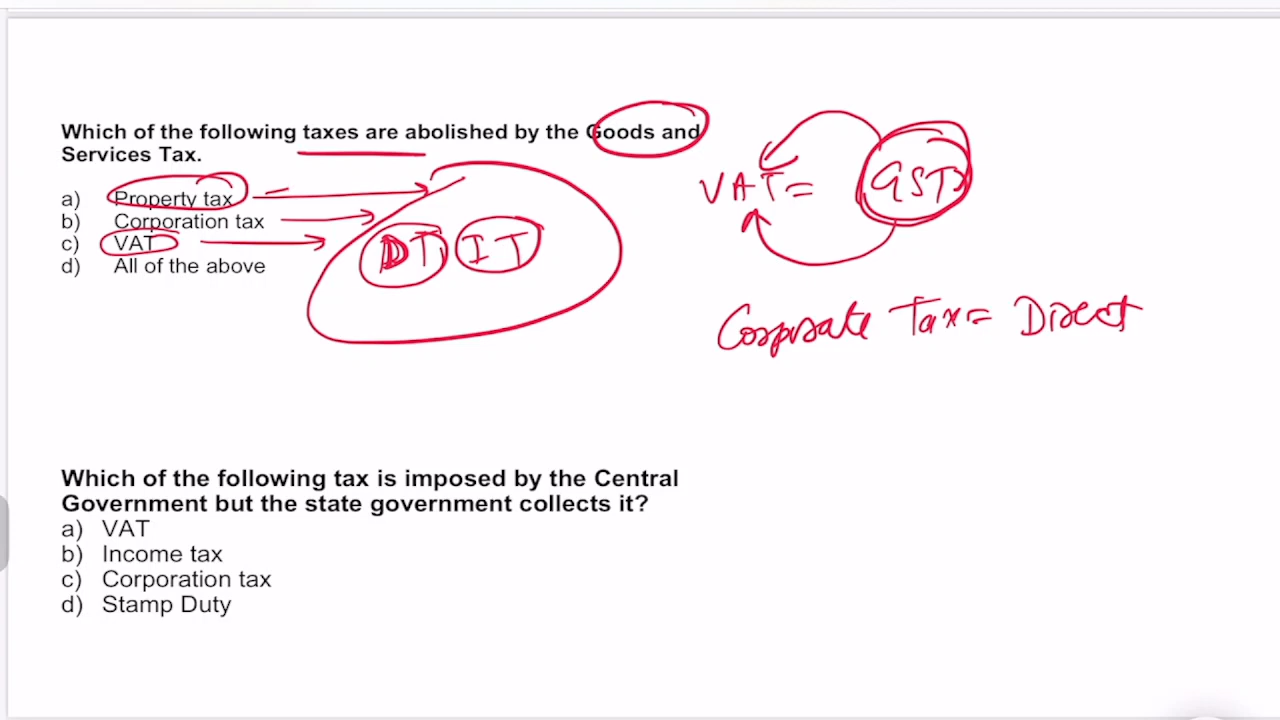 Which of the following taxes are abolished by the Goods and
Services Tax.
a) Property tax
b) Corporation tax
c) VAT
d) All of the above
DT IT
VAT = GST
Corporate Tax = Direct
Which of the following tax is imposed by the Central
Government but the state government collects it?
a) VAT
b) Income tax
c) Corporation tax
d) Stamp Duty